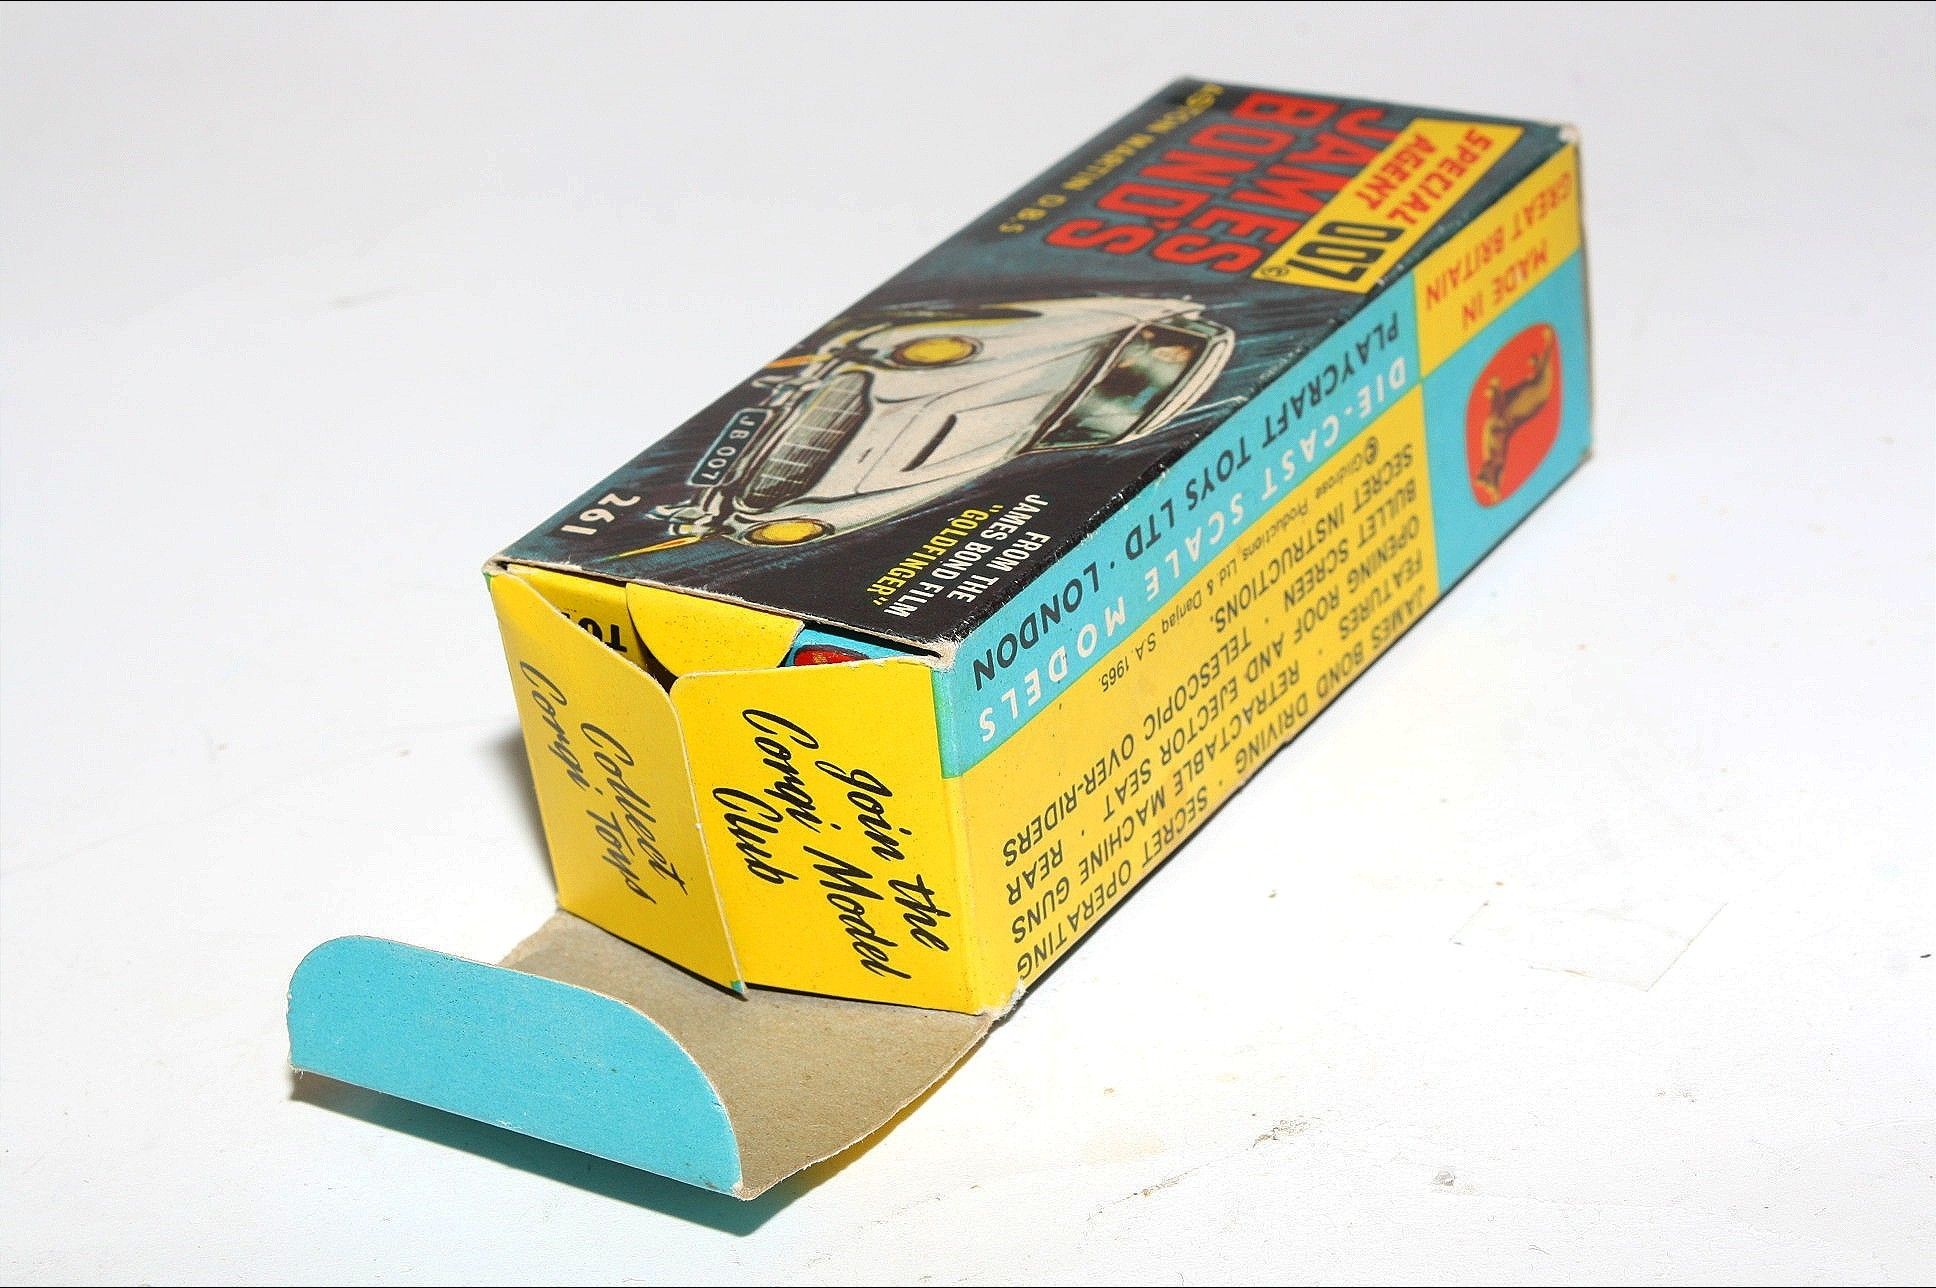 SPECIAL
AGENT 007
JAMES
BOND'S
ASTON MARTIN D.B.5
JB 007
FROM THE
JAMES BOND FILM
"GOLDFINGER"
261
MADE IN
GREAT BRITAIN
PLAYCRAFT TOYS LTD · LONDON
DIE-CAST SCALE MODELS
© Glidrose Productions, Ltd & Danjaq S.A. 1965.
JAMES BOND DRIVING · SECRET OPERATING
FEATURES · RETRACTABLE MACHINE GUNS
OPENING ROOF AND EJECTOR SEAT · REAR
BULLET SCREEN · TELESCOPIC OVER-RIDERS
SECRET INSTRUCTIONS.
Join the
Corgi Model
Club
Collect
Corgi Toys